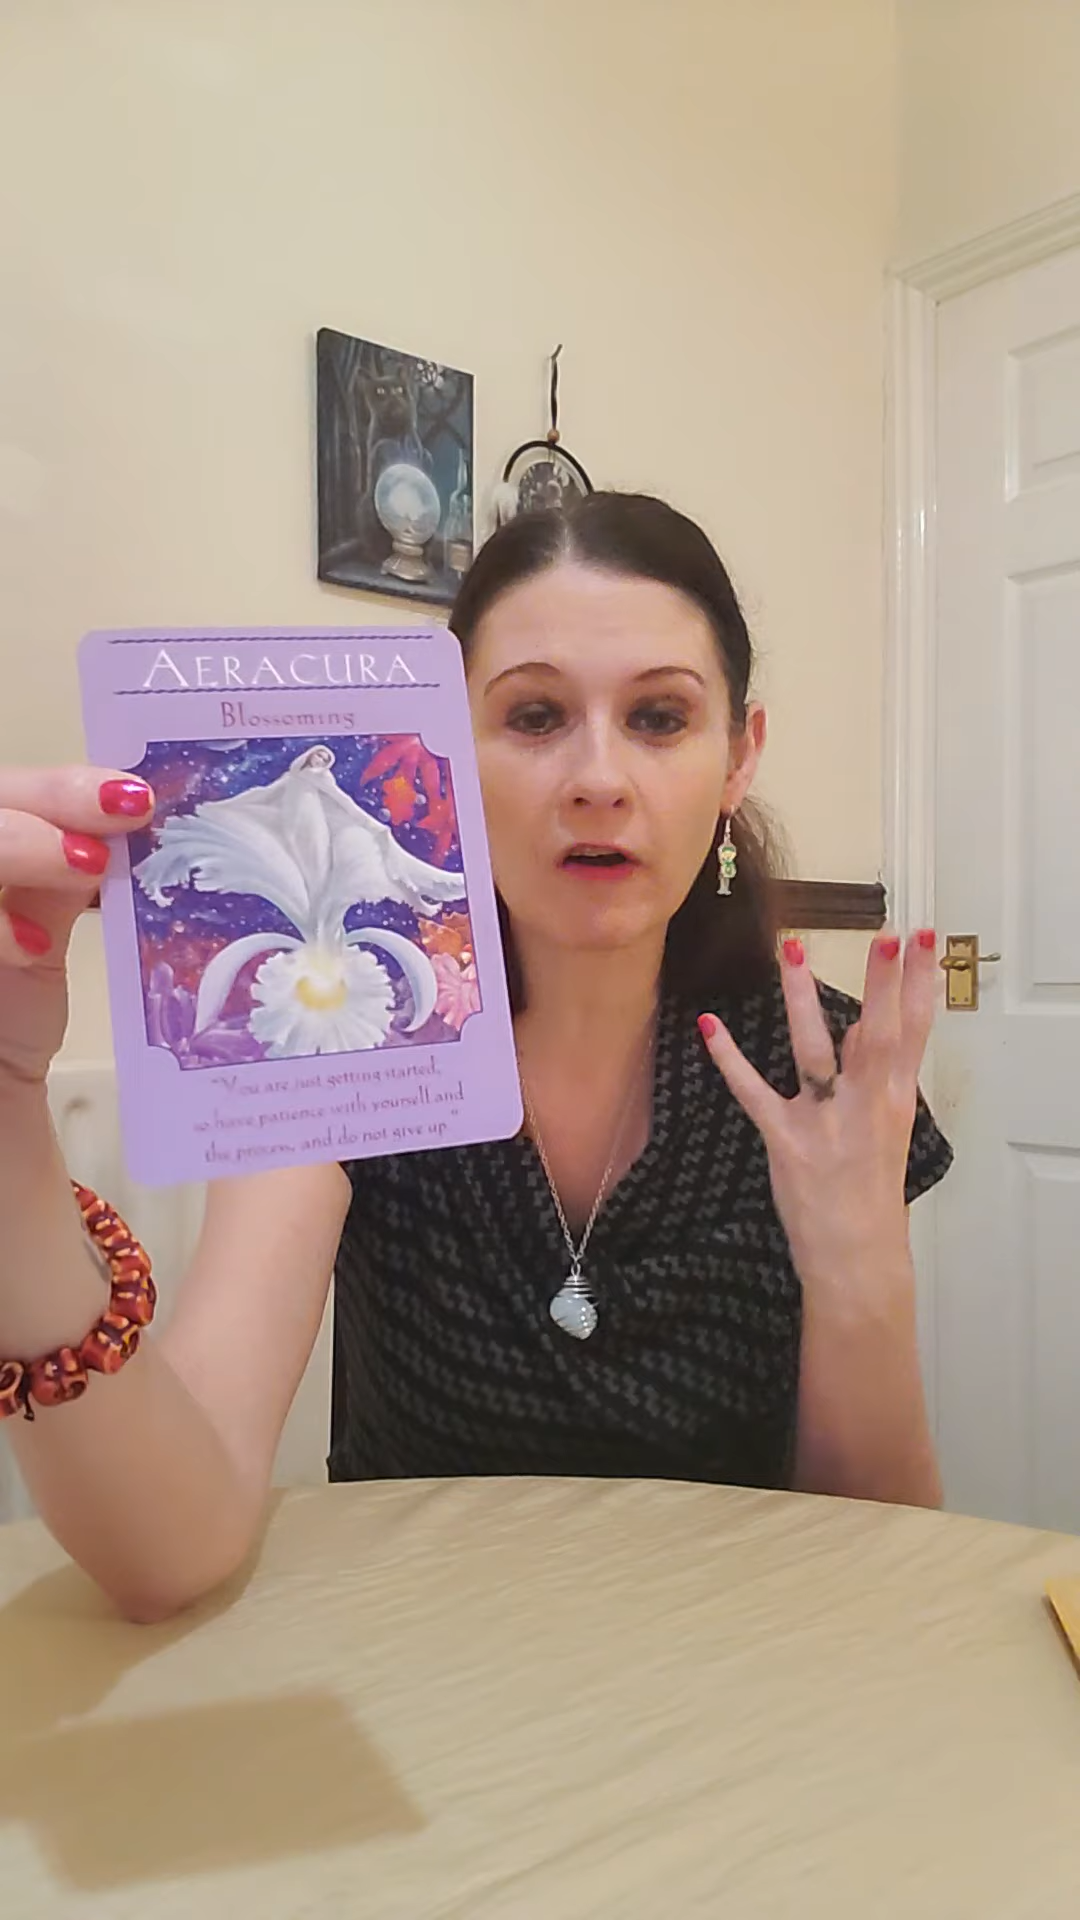 AERACURA
Blossoming
"You are just getting started,
so have patience with yourself and
the process, and do not give up."